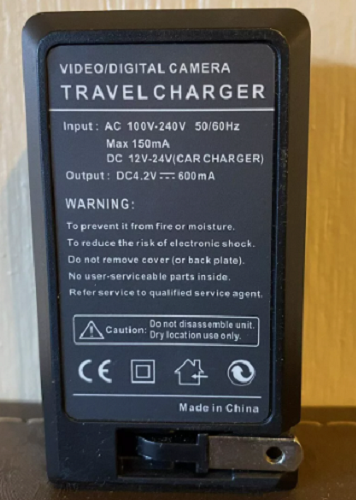 VIDEO/DIGITAL CAMERA
TRAVEL CHARGER
Input: AC 100V-240V 50/60Hz
Max 150mA
DC 12V-24V(CAR CHARGER)
Output: DC4.2V⎓600mA
WARNING:
To prevent it from fire or moisture.
To reduce the risk of electronic shock.
Do not remove cover (or back plate).
No user-serviceable parts inside.
Refer service to qualified service agent.
Caution: Do not disassemble unit.
Dry location use only.
CE
Made in China